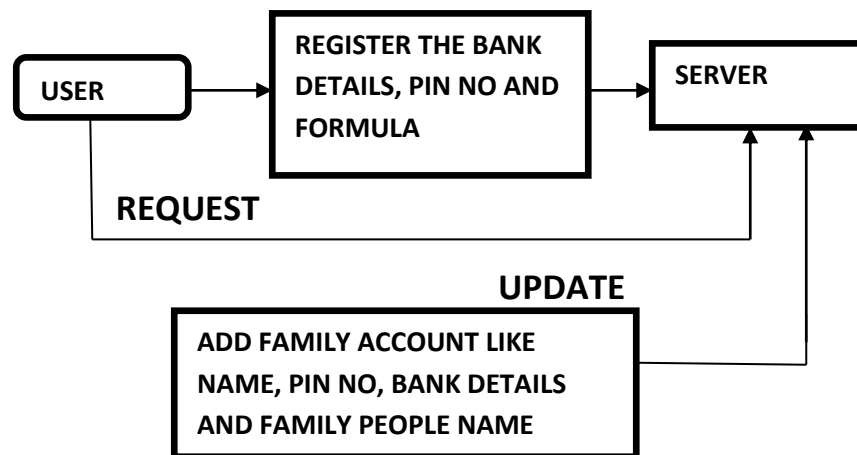 USER
REGISTER THE BANK
DETAILS, PIN NO AND
FORMULA
SERVER
REQUEST
UPDATE
ADD FAMILY ACCOUNT LIKE
NAME, PIN NO, BANK DETAILS
AND FAMILY PEOPLE NAME